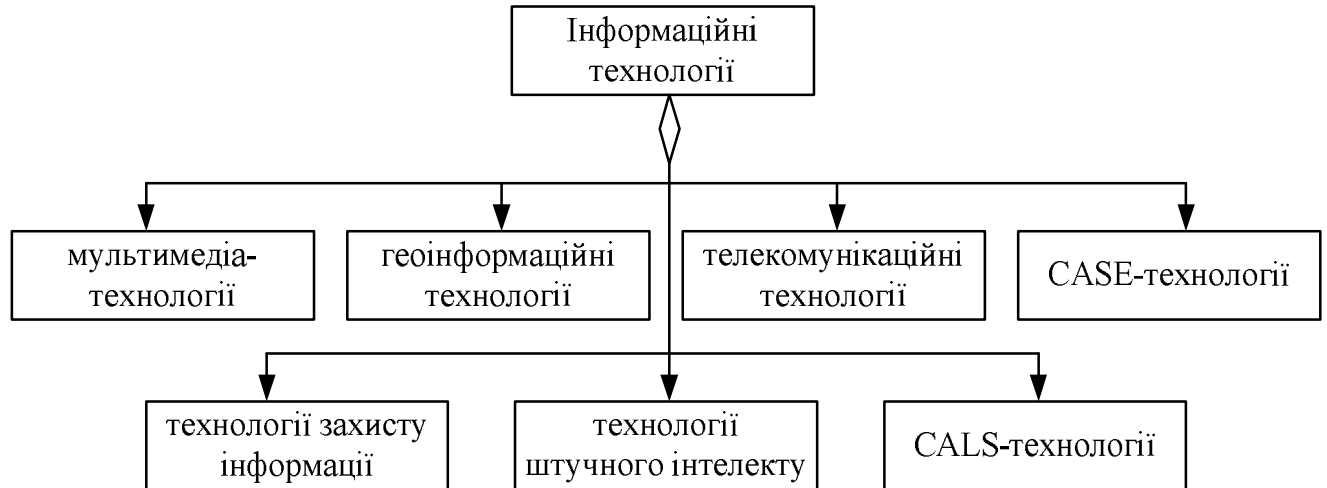 Інформаційні
технології
мультимедіа-
технології
геоінформаційні
технології
телекомунікаційні
технології
CASE-технології
технології захисту
інформації
технології
штучного інтелекту
CALS-технології